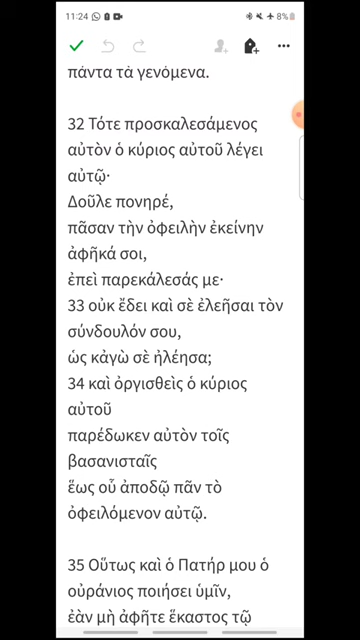 11:24
8%
πάντα τὰ γενόμενα.
32 Τότε προσκαλεσάμενος
αὐτὸν ὁ κύριος αὐτοῦ λέγει
αὐτῷ·
Δοῦλε πονηρέ,
πᾶσαν τὴν ὀφειλὴν ἐκείνην
ἀφῆκά σοι,
ἐπεὶ παρεκάλεσάς με·
33 οὐκ ἔδει καὶ σὲ ἐλεῆσαι τὸν
σύνδουλόν σου,
ὡς κἀγὼ σὲ ἠλέησα;
34 καὶ ὀργισθεὶς ὁ κύριος
αὐτοῦ
παρέδωκεν αὐτὸν τοῖς
βασανισταῖς
ἕως οὗ ἀποδῷ πᾶν τὸ
ὀφειλόμενον αὐτῷ.
35 Οὕτως καὶ ὁ Πατήρ μου ὁ
οὐράνιος ποιήσει ὑμῖν,
ἐὰν μὴ ἀφῆτε ἕκαστος τῷ